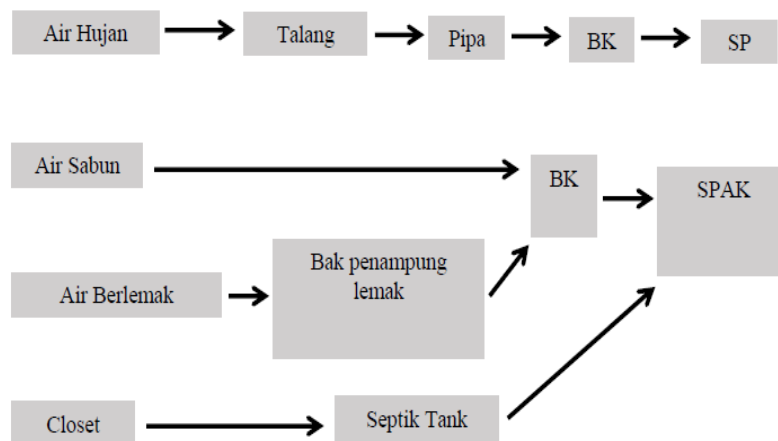 Air Hujan
Talang
Pipa
BK
SP
Air Sabun
BK
SPAK
Air Berlemak
Bak penampung
lemak
Closet
Septik Tank